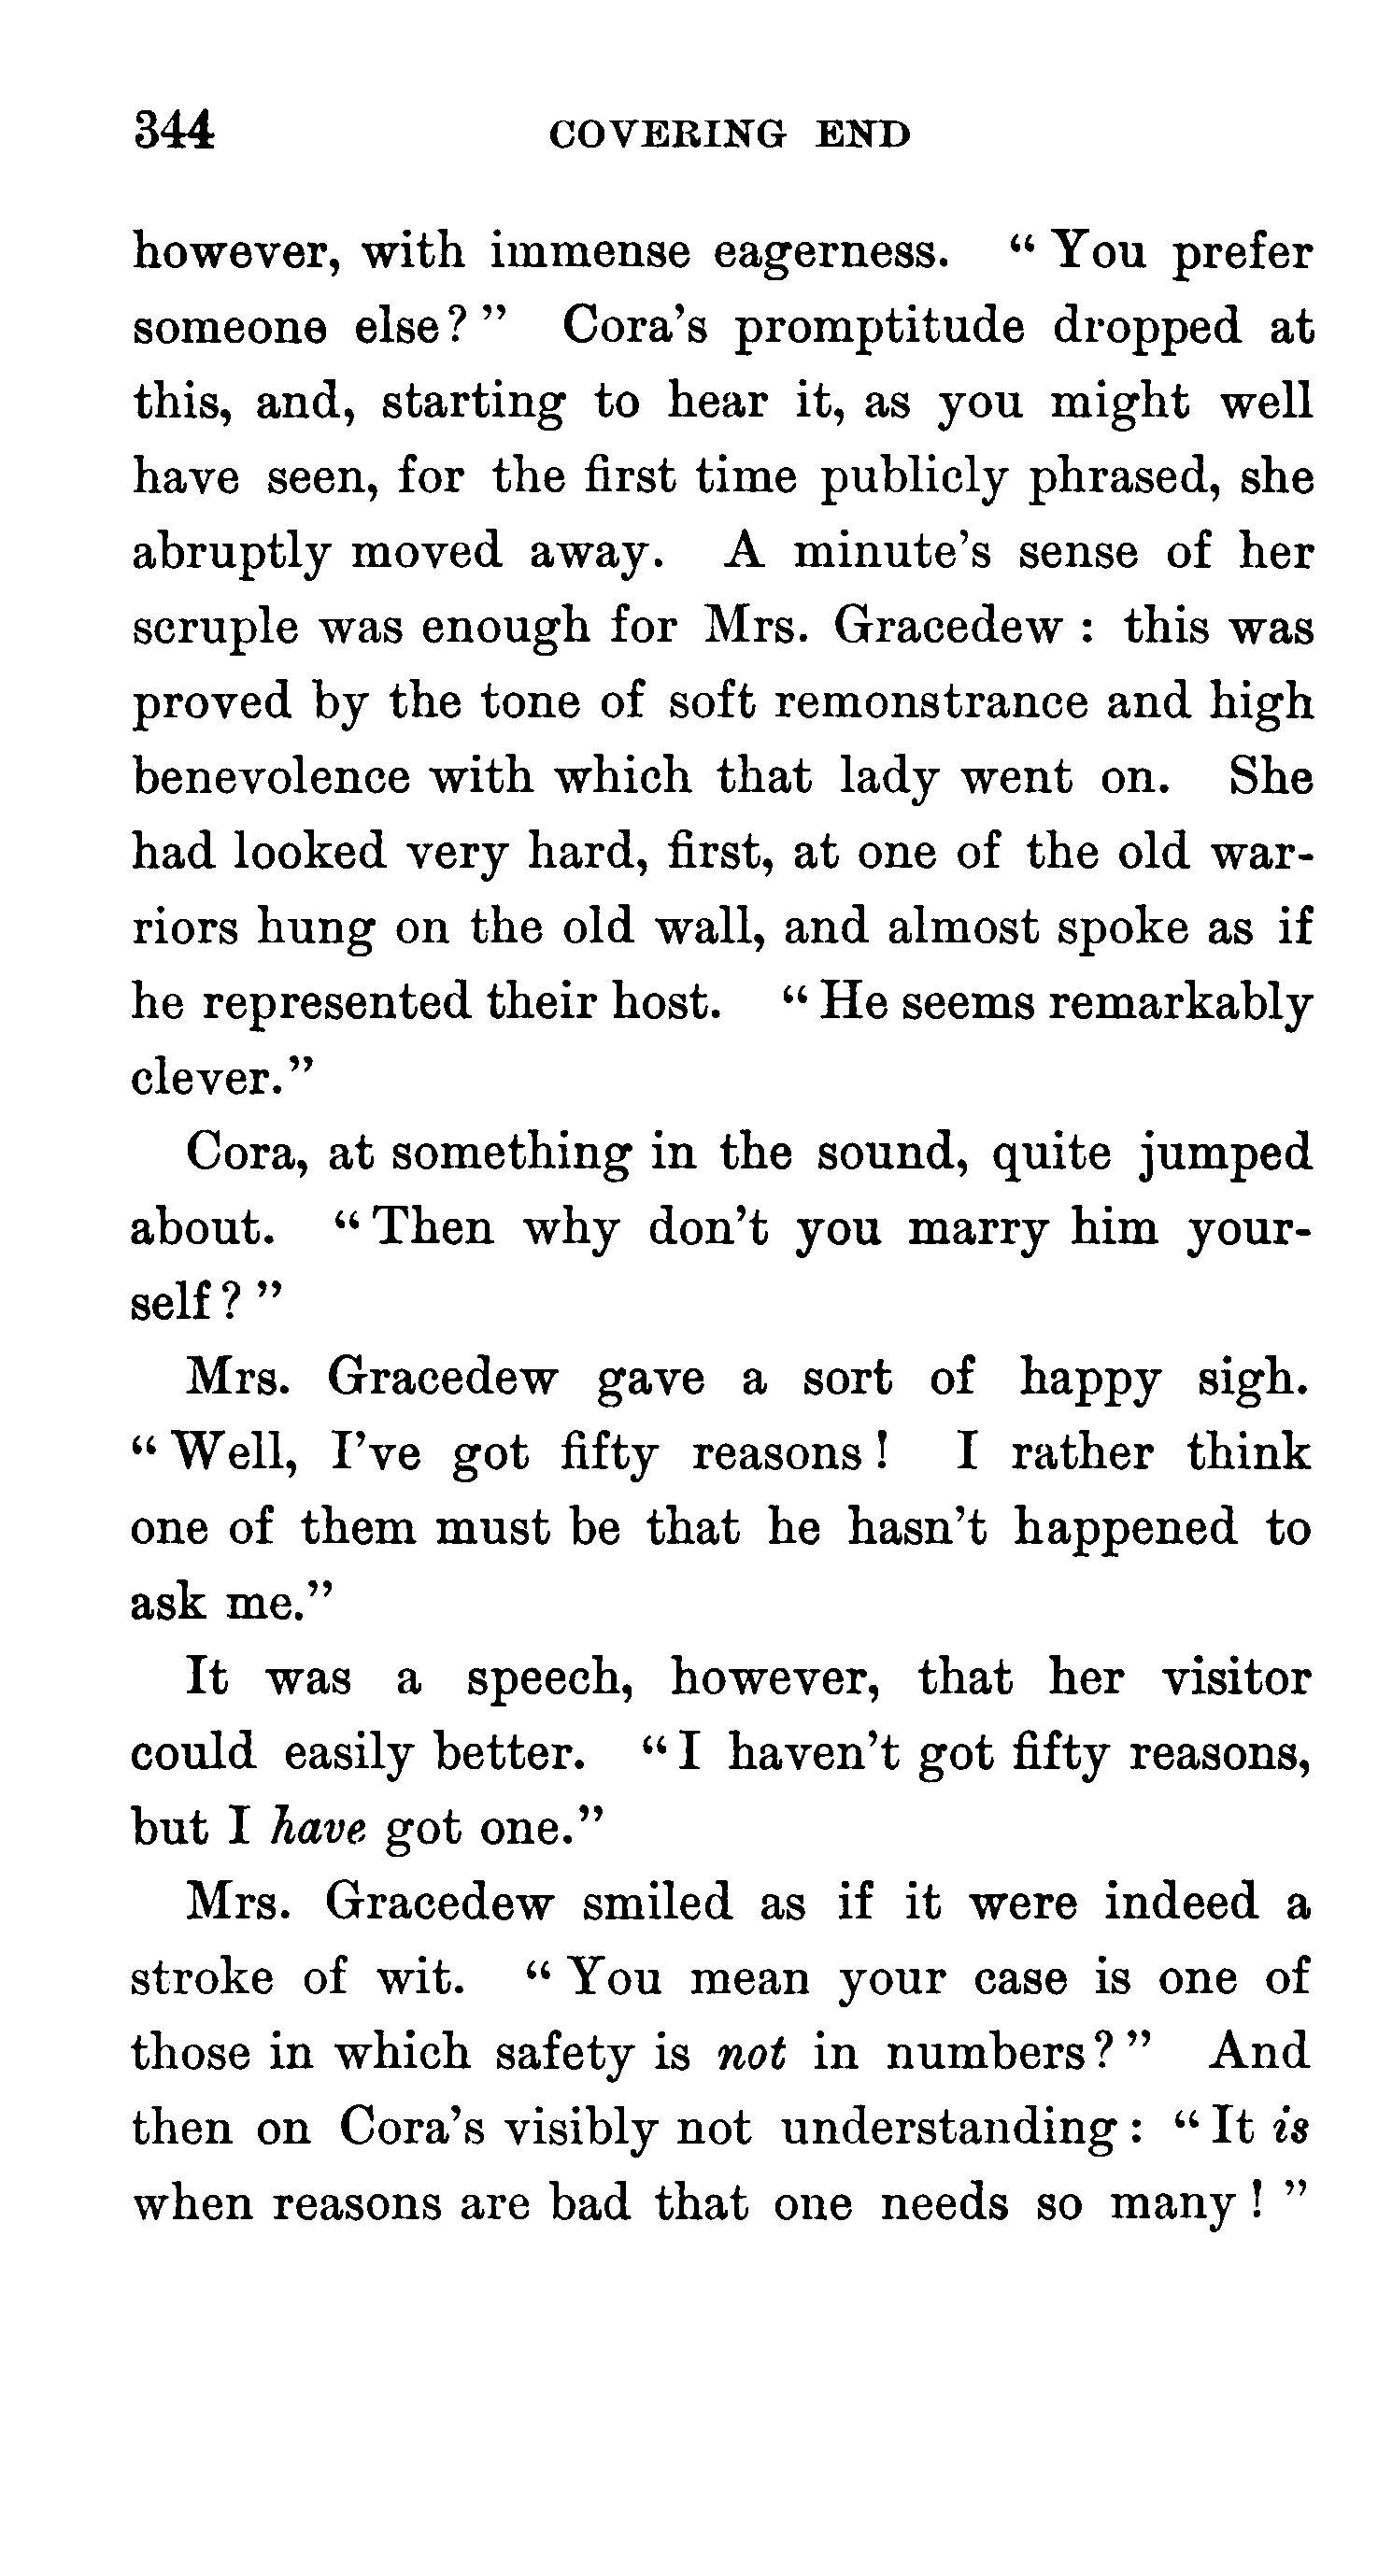 344 COVERING END
however, with immense eagerness. “ You prefer
someone else? ” Cora’s promptitude dropped at
this, and, starting to hear it, as you might well
have seen, for the first time publicly phrased, she
abruptly moved away. A minute’s sense of her
scruple was enough for Mrs. Gracedew : this was
proved by the tone of soft remonstrance and high
benevolence with which that lady went on. She
had looked very hard, first, at one of the old war-
riors hung on the old wall, and almost spoke as if
he represented their host. “ He seems remarkably
clever.”
Cora, at something in the sound, quite jumped
about. “ Then why don’t you marry him your-
self? ”
Mrs. Gracedew gave a sort of happy sigh.
“ Well, I’ve got fifty reasons ! I rather think
one of them must be that he hasn’t happened to
ask me.”
It was a speech, however, that her visitor
could easily better. “ I haven’t got fifty reasons,
but I have got one.”
Mrs. Gracedew smiled as if it were indeed a
stroke of wit. “ You mean your case is one of
those in which safety is not in numbers? ” And
then on Cora’s visibly not understanding : “ It is
when reasons are bad that one needs so many ! ”